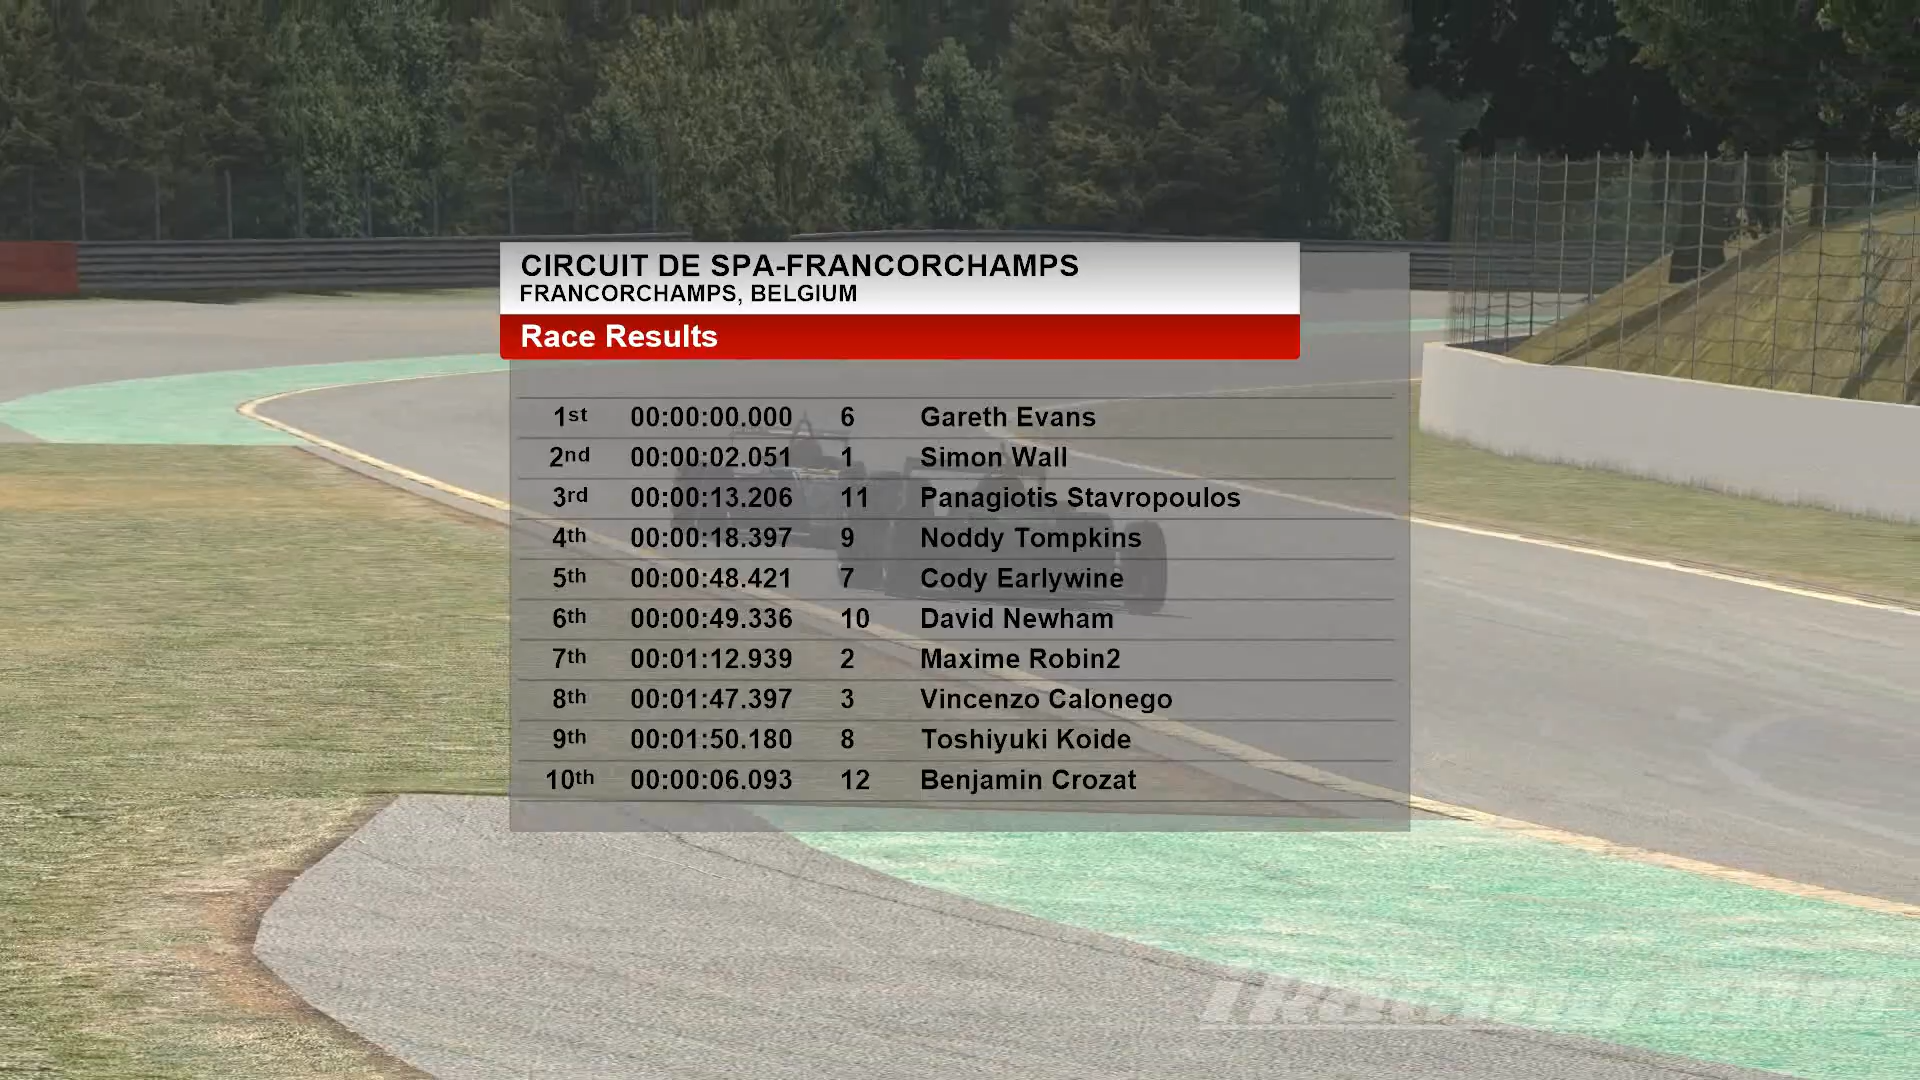 CIRCUIT DE SPA-FRANCORCHAMPS
FRANCORCHAMPS, BELGIUM
Race Results
1st 00:00:00.000 6 Gareth Evans
2nd 00:00:02.051 1 Simon Wall
3rd 00:00:13.206 11 Panagiotis Stavropoulos
4th 00:00:18.397 9 Noddy Tompkins
5th 00:00:48.421 7 Cody Earlywine
6th 00:00:49.336 10 David Newham
7th 00:01:12.939 2 Maxime Robin2
8th 00:01:47.397 3 Vincenzo Calonego
9th 00:01:50.180 8 Toshiyuki Koide
10th 00:00:06.093 12 Benjamin Crozat